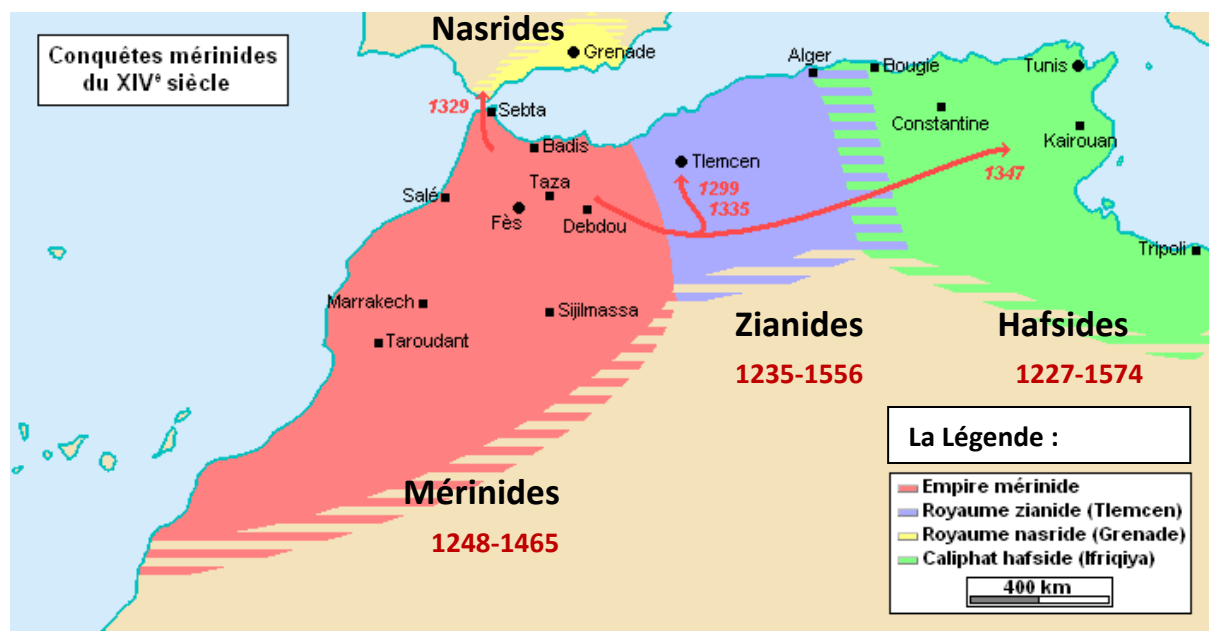 Conquêtes mérinides
du XIVe siècle
Nasrides
Grenade
Alger
Bougie
Tunis
1329
Sebta
Constantine
Kairouan
Badis
Tlemcen
Taza
1299
1347
Salé
Fès
Debdou
1335
Tripoli
Marrakech
Sijilmassa
Taroudant
Zianides
Hafsides
1235-1556
1227-1574
La Légende :
Mérinides
1248-1465
Empire mérinide
Royaume zianide (Tlemcen)
Royaume nasride (Grenade)
Caliphat hafside (Ifriqiya)
400 km